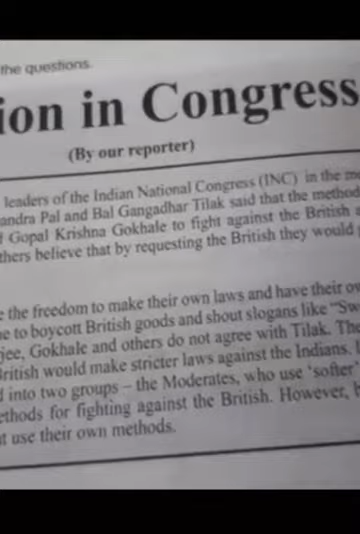 the questions.
ion in Congress
(By our reporter)
leaders of the Indian National Congress (INC) in the
andra Pal and Bal Gangadhar Tilak said that the method
Gopal Krishna Gokhale to fight against the British
thers believe that by requesting the British they would
e the freedom to make their own laws and have their ow
e to boycott British goods and shout slogans like “Sw
jee, Gokhale and others do not agree with Tilak. The
British would make stricter laws against the Indians.
d into two groups – the Moderates, who use ‘softer’
ethods for fighting against the British. However,
t use their own methods.